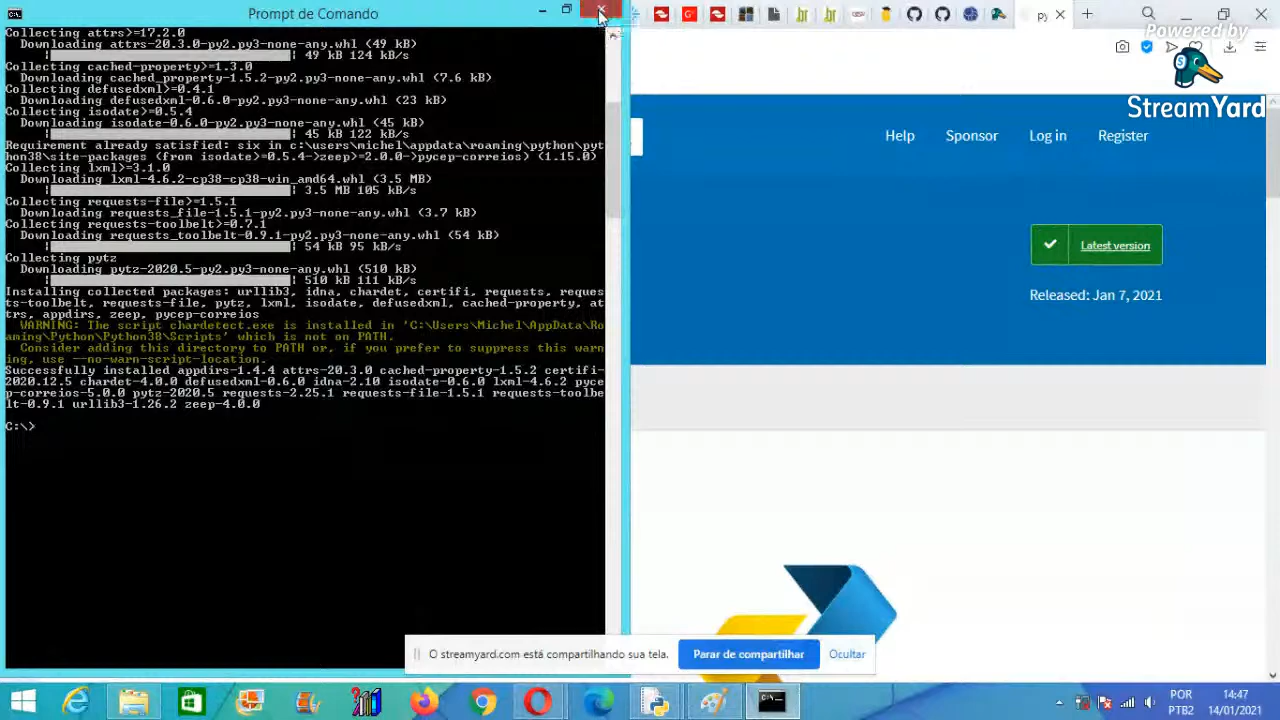 Prompt de Comando
Collecting attrs>=17.2.0
Downloading attrs-20.3.0-py2.py3-none-any.whl (49 kB)
49 kB 124 kB/s
Collecting cached-property>=1.3.0
Downloading cached_property-1.5.2-py2.py3-none-any.whl (7.6 kB)
Collecting defusedxml>=0.4.1
Downloading defusedxml-0.6.0-py2.py3-none-any.whl (23 kB)
Collecting isodate>=0.5.4
Downloading isodate-0.6.0-py2.py3-none-any.whl (45 kB)
45 kB 122 kB/s
Requirement already satisfied: six in c:\users\michel\appdata\roaming\python\pyt
hon38\site-packages (from isodate>=0.5.4->zeep>=2.0.0->pycep-correios) (1.15.0)
Collecting lxml>=3.1.0
Downloading lxml-4.6.2-cp38-cp38-win_amd64.whl (3.5 MB)
3.5 MB 105 kB/s
Collecting requests-file>=1.5.1
Downloading requests_file-1.5.1-py2.py3-none-any.whl (3.7 kB)
Collecting requests-toolbelt>=0.7.1
Downloading requests_toolbelt-0.9.1-py2.py3-none-any.whl (54 kB)
54 kB 95 kB/s
Collecting pytz
Downloading pytz-2020.5-py2.py3-none-any.whl (510 kB)
510 kB 111 kB/s
Installing collected packages: urllib3, idna, chardet, certifi, requests, reques
ts-toolbelt, requests-file, pytz, lxml, isodate, defusedxml, cached-property, at
trs, appdirs, zeep, pycep-correios
WARNING: The script chardetect.exe is installed in 'C:\Users\Michel\AppData\Ro
aming\Python\Python38\Scripts' which is not on PATH.
Consider adding this directory to PATH or, if you prefer to suppress this warn
ing, use --no-warn-script-location.
Successfully installed appdirs-1.4.4 attrs-20.3.0 cached-property-1.5.2 certifi-
2020.12.5 chardet-4.0.0 defusedxml-0.6.0 idna-2.10 isodate-0.6.0 lxml-4.6.2 pyce
p-correios-5.0.0 pytz-2020.5 requests-2.25.1 requests-file-1.5.1 requests-toolbe
lt-0.9.1 urllib3-1.26.2 zeep-4.0.0
C:\>
py
Powered by
StreamYard
Help Sponsor Log in Register
Latest version
Released: Jan 7, 2021
O streamyard.com está compartilhando sua tela. Parar de compartilhar Ocultar
POR 14:47
PTB2 14/01/2021